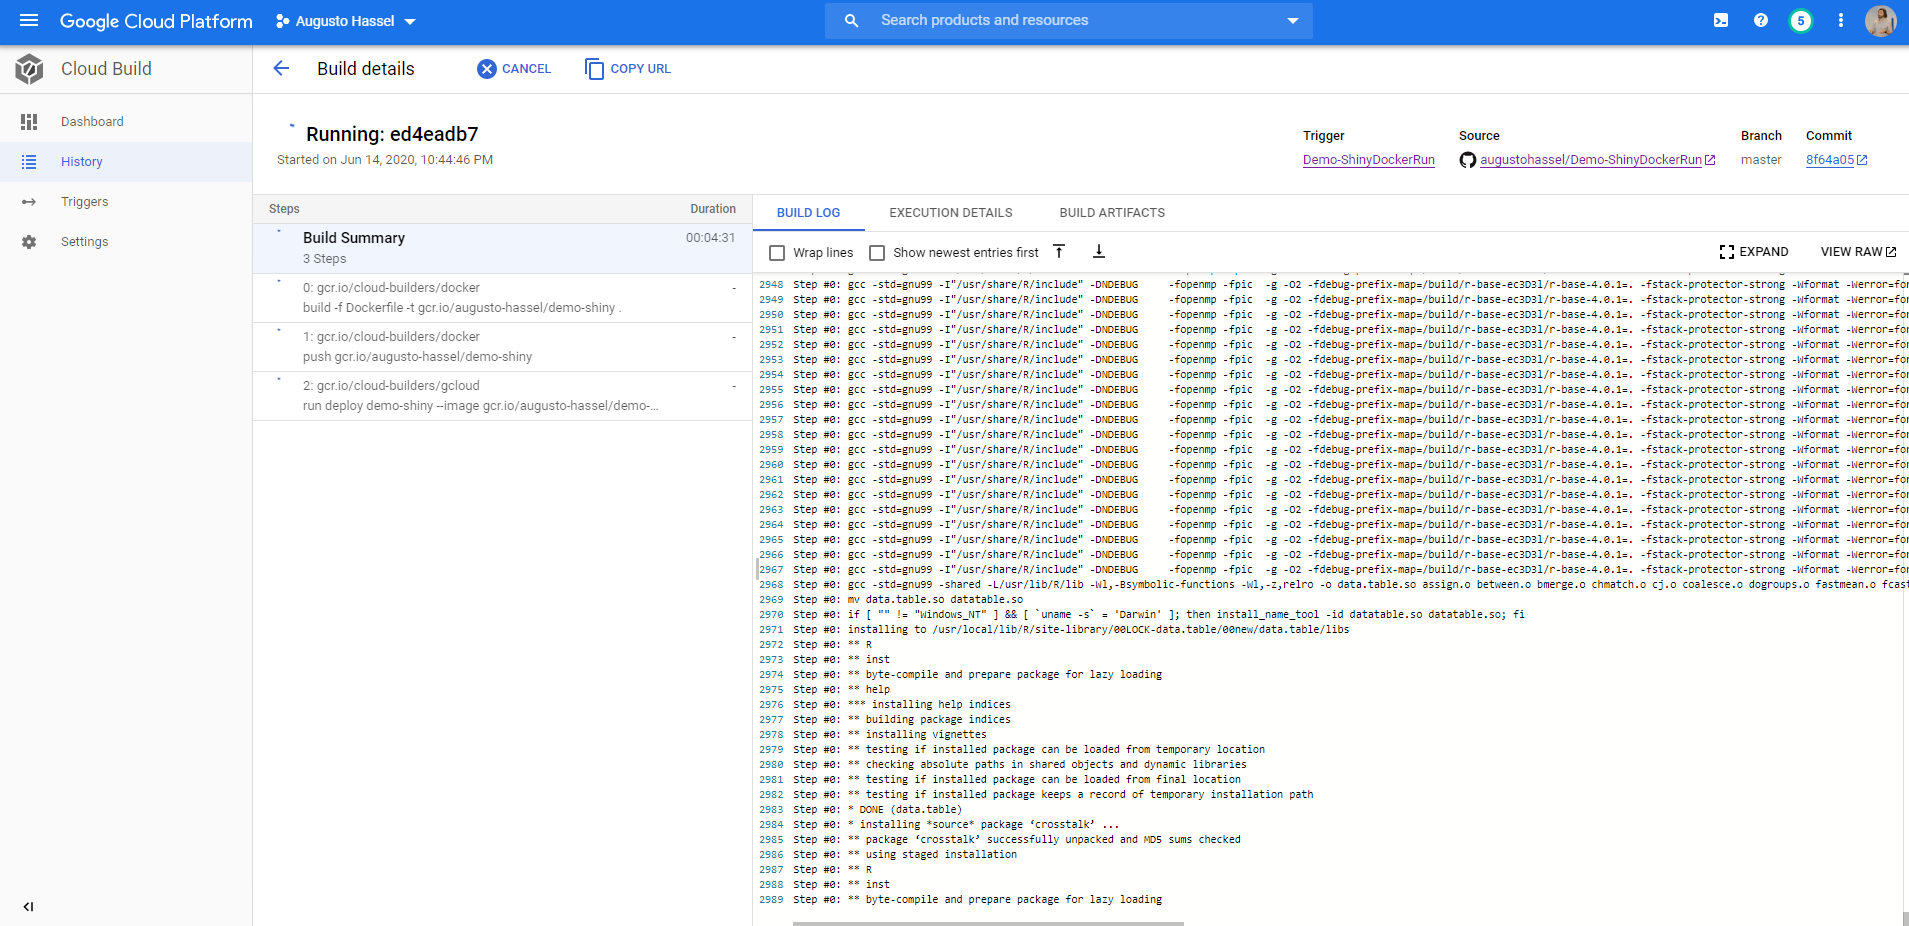 Google Cloud Platform
Augusto Hassel
Search products and resources
5
Cloud Build
Build details
CANCEL
COPY URL
Dashboard
History
Triggers
Settings
Running: ed4eadb7
Started on Jun 14, 2020, 10:44:46 PM
Trigger Source Branch Commit
Demo-ShinyDockerRun augustohassel/Demo-ShinyDockerRun master 8f64a05
Steps Duration
Build Summary 00:04:31
3 Steps
0: gcr.io/cloud-builders/docker -
build -f Dockerfile -t gcr.io/augusto-hassel/demo-shiny .
1: gcr.io/cloud-builders/docker -
push gcr.io/augusto-hassel/demo-shiny
2: gcr.io/cloud-builders/gcloud -
run deploy demo-shiny --image gcr.io/augusto-hassel/demo-...
BUILD LOG EXECUTION DETAILS BUILD ARTIFACTS
Wrap lines Show newest entries first EXPAND VIEW RAW
2948 Step #0: gcc -std=gnu99 -I"/usr/share/R/include" -DNDEBUG -fopenmp -fpic -g -O2 -fdebug-prefix-map=/build/r-base-ec3D3l/r-base-4.0.1=. -fstack-protector-strong -Wformat -Werror=for
2949 Step #0: gcc -std=gnu99 -I"/usr/share/R/include" -DNDEBUG -fopenmp -fpic -g -O2 -fdebug-prefix-map=/build/r-base-ec3D3l/r-base-4.0.1=. -fstack-protector-strong -Wformat -Werror=for
2950 Step #0: gcc -std=gnu99 -I"/usr/share/R/include" -DNDEBUG -fopenmp -fpic -g -O2 -fdebug-prefix-map=/build/r-base-ec3D3l/r-base-4.0.1=. -fstack-protector-strong -Wformat -Werror=for
2951 Step #0: gcc -std=gnu99 -I"/usr/share/R/include" -DNDEBUG -fopenmp -fpic -g -O2 -fdebug-prefix-map=/build/r-base-ec3D3l/r-base-4.0.1=. -fstack-protector-strong -Wformat -Werror=for
2952 Step #0: gcc -std=gnu99 -I"/usr/share/R/include" -DNDEBUG -fopenmp -fpic -g -O2 -fdebug-prefix-map=/build/r-base-ec3D3l/r-base-4.0.1=. -fstack-protector-strong -Wformat -Werror=for
2953 Step #0: gcc -std=gnu99 -I"/usr/share/R/include" -DNDEBUG -fopenmp -fpic -g -O2 -fdebug-prefix-map=/build/r-base-ec3D3l/r-base-4.0.1=. -fstack-protector-strong -Wformat -Werror=for
2954 Step #0: gcc -std=gnu99 -I"/usr/share/R/include" -DNDEBUG -fopenmp -fpic -g -O2 -fdebug-prefix-map=/build/r-base-ec3D3l/r-base-4.0.1=. -fstack-protector-strong -Wformat -Werror=for
2955 Step #0: gcc -std=gnu99 -I"/usr/share/R/include" -DNDEBUG -fopenmp -fpic -g -O2 -fdebug-prefix-map=/build/r-base-ec3D3l/r-base-4.0.1=. -fstack-protector-strong -Wformat -Werror=for
2956 Step #0: gcc -std=gnu99 -I"/usr/share/R/include" -DNDEBUG -fopenmp -fpic -g -O2 -fdebug-prefix-map=/build/r-base-ec3D3l/r-base-4.0.1=. -fstack-protector-strong -Wformat -Werror=for
2957 Step #0: gcc -std=gnu99 -I"/usr/share/R/include" -DNDEBUG -fopenmp -fpic -g -O2 -fdebug-prefix-map=/build/r-base-ec3D3l/r-base-4.0.1=. -fstack-protector-strong -Wformat -Werror=for
2958 Step #0: gcc -std=gnu99 -I"/usr/share/R/include" -DNDEBUG -fopenmp -fpic -g -O2 -fdebug-prefix-map=/build/r-base-ec3D3l/r-base-4.0.1=. -fstack-protector-strong -Wformat -Werror=for
2959 Step #0: gcc -std=gnu99 -I"/usr/share/R/include" -DNDEBUG -fopenmp -fpic -g -O2 -fdebug-prefix-map=/build/r-base-ec3D3l/r-base-4.0.1=. -fstack-protector-strong -Wformat -Werror=for
2960 Step #0: gcc -std=gnu99 -I"/usr/share/R/include" -DNDEBUG -fopenmp -fpic -g -O2 -fdebug-prefix-map=/build/r-base-ec3D3l/r-base-4.0.1=. -fstack-protector-strong -Wformat -Werror=for
2961 Step #0: gcc -std=gnu99 -I"/usr/share/R/include" -DNDEBUG -fopenmp -fpic -g -O2 -fdebug-prefix-map=/build/r-base-ec3D3l/r-base-4.0.1=. -fstack-protector-strong -Wformat -Werror=for
2962 Step #0: gcc -std=gnu99 -I"/usr/share/R/include" -DNDEBUG -fopenmp -fpic -g -O2 -fdebug-prefix-map=/build/r-base-ec3D3l/r-base-4.0.1=. -fstack-protector-strong -Wformat -Werror=for
2963 Step #0: gcc -std=gnu99 -I"/usr/share/R/include" -DNDEBUG -fopenmp -fpic -g -O2 -fdebug-prefix-map=/build/r-base-ec3D3l/r-base-4.0.1=. -fstack-protector-strong -Wformat -Werror=for
2964 Step #0: gcc -std=gnu99 -I"/usr/share/R/include" -DNDEBUG -fopenmp -fpic -g -O2 -fdebug-prefix-map=/build/r-base-ec3D3l/r-base-4.0.1=. -fstack-protector-strong -Wformat -Werror=for
2965 Step #0: gcc -std=gnu99 -I"/usr/share/R/include" -DNDEBUG -fopenmp -fpic -g -O2 -fdebug-prefix-map=/build/r-base-ec3D3l/r-base-4.0.1=. -fstack-protector-strong -Wformat -Werror=for
2966 Step #0: gcc -std=gnu99 -I"/usr/share/R/include" -DNDEBUG -fopenmp -fpic -g -O2 -fdebug-prefix-map=/build/r-base-ec3D3l/r-base-4.0.1=. -fstack-protector-strong -Wformat -Werror=for
2967 Step #0: gcc -std=gnu99 -I"/usr/share/R/include" -DNDEBUG -fopenmp -fpic -g -O2 -fdebug-prefix-map=/build/r-base-ec3D3l/r-base-4.0.1=. -fstack-protector-strong -Wformat -Werror=for
2968 Step #0: gcc -std=gnu99 -shared -L/usr/lib/R/lib -Wl,-Bsymbolic-functions -Wl,-z,relro -o data.table.so assign.o between.o bmerge.o chmatch.o cj.o coalesce.o dogroups.o fastmean.o fcast
2969 Step #0: mv data.table.so datatable.so
2970 Step #0: if [ "" != "Windows_NT" ] && [ `uname -s` = 'Darwin' ]; then install_name_tool -id datatable.so datatable.so; fi
2971 Step #0: installing to /usr/local/lib/R/site-library/00LOCK-data.table/00new/data.table/libs
2972 Step #0: ** R
2973 Step #0: ** inst
2974 Step #0: ** byte-compile and prepare package for lazy loading
2975 Step #0: ** help
2976 Step #0: *** installing help indices
2977 Step #0: ** building package indices
2978 Step #0: ** installing vignettes
2979 Step #0: ** testing if installed package can be loaded from temporary location
2980 Step #0: ** checking absolute paths in shared objects and dynamic libraries
2981 Step #0: ** testing if installed package can be loaded from final location
2982 Step #0: ** testing if installed package keeps a record of temporary installation path
2983 Step #0: * DONE (data.table)
2984 Step #0: * installing *source* package ‘crosstalk’ ...
2985 Step #0: ** package ‘crosstalk’ successfully unpacked and MD5 sums checked
2986 Step #0: ** using staged installation
2987 Step #0: ** R
2988 Step #0: ** inst
2989 Step #0: ** byte-compile and prepare package for lazy loading